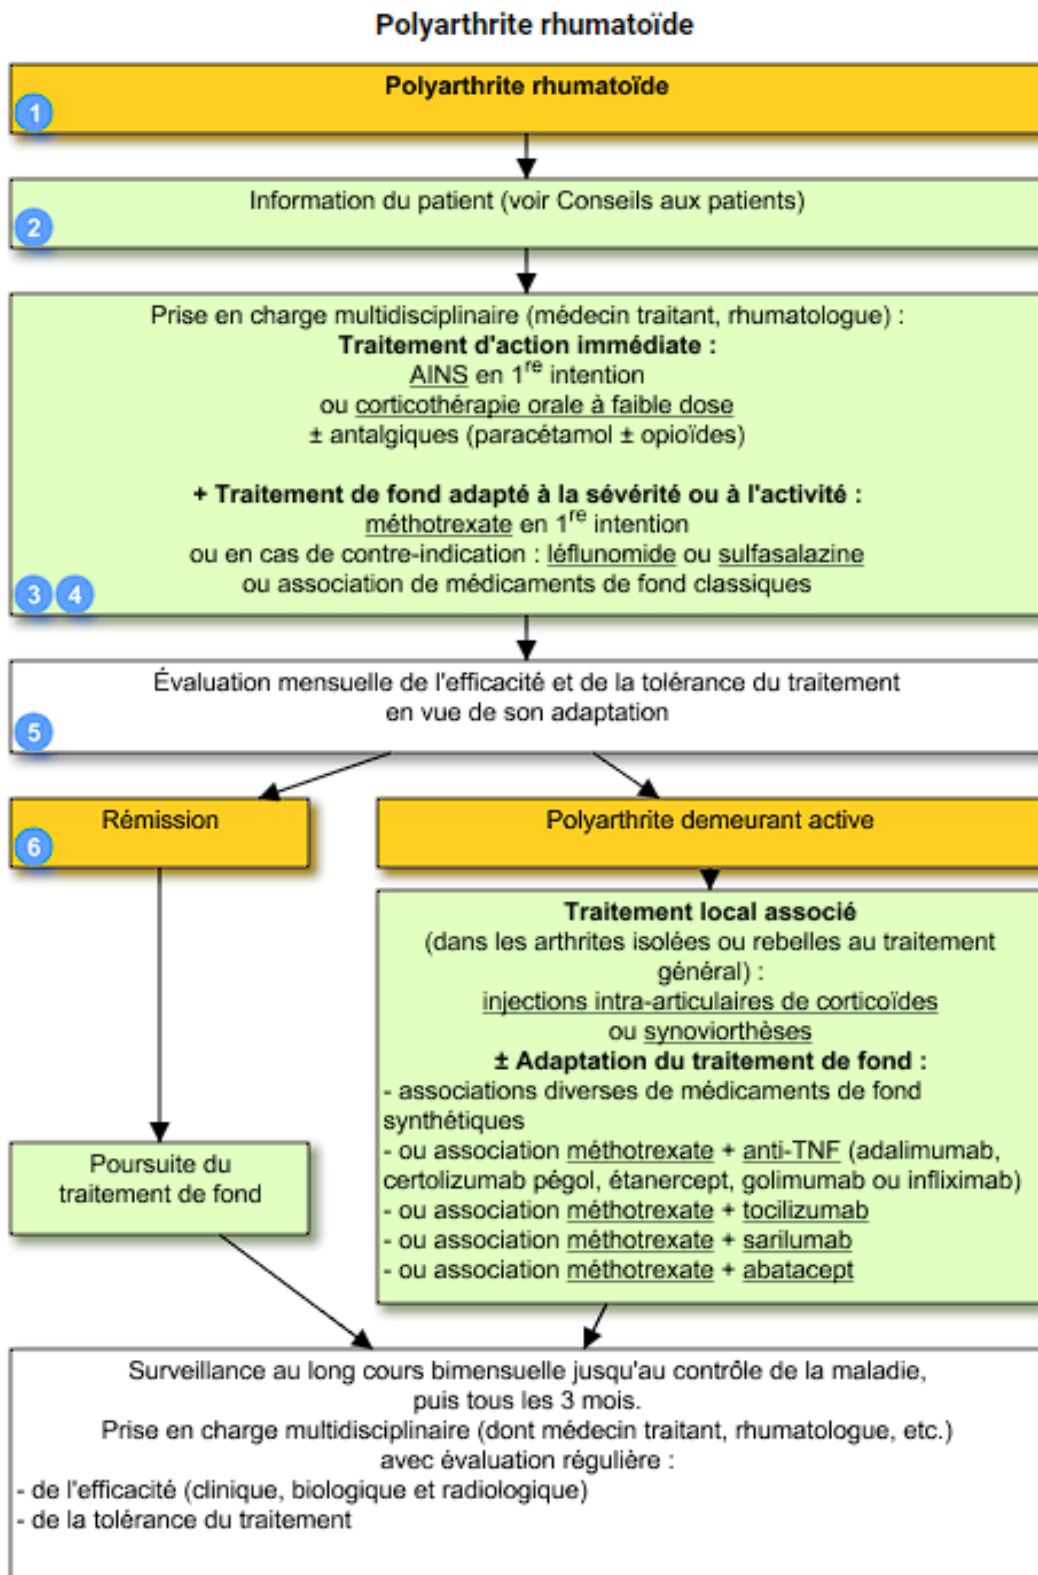 Polyarthrite rhumatoïde
Polyarthrite rhumatoïde
1
Information du patient (voir Conseils aux patients)
2
Prise en charge multidisciplinaire (médecin traitant, rhumatologue) :
Traitement d'action immédiate :
AINS en 1re intention
ou corticothérapie orale à faible dose
± antalgiques (paracétamol ± opioïdes)
+ Traitement de fond adapté à la sévérité ou à l'activité :
méthotrexate en 1re intention
ou en cas de contre-indication : léflunomide ou sulfasalazine
ou association de médicaments de fond classiques
3 4
Évaluation mensuelle de l'efficacité et de la tolérance du traitement
en vue de son adaptation
5
Rémission
6
Polyarthrite demeurant active
Traitement local associé
(dans les arthrites isolées ou rebelles au traitement
général) :
injections intra-articulaires de corticoïdes
ou synoviorthèses
± Adaptation du traitement de fond :
- associations diverses de médicaments de fond
synthétiques
- ou association méthotrexate + anti-TNF (adalimumab,
certolizumab pégol, étanercept, golimumab ou infliximab)
- ou association méthotrexate + tocilizumab
- ou association méthotrexate + sarilumab
- ou association méthotrexate + abatacept
Poursuite du
traitement de fond
Surveillance au long cours bimensuelle jusqu'au contrôle de la maladie,
puis tous les 3 mois.
Prise en charge multidisciplinaire (dont médecin traitant, rhumatologue, etc.)
avec évaluation régulière :
- de l'efficacité (clinique, biologique et radiologique)
- de la tolérance du traitement